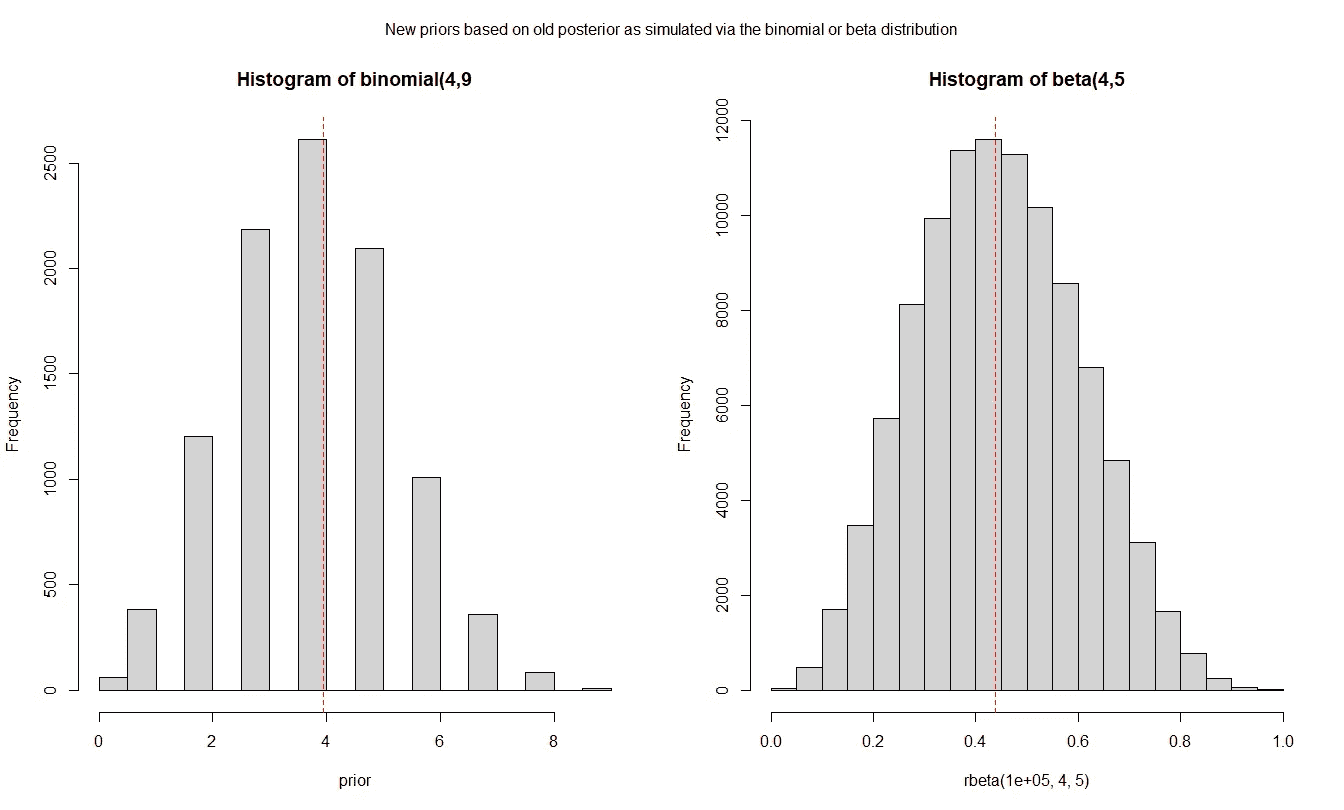 New priors based on old posterior as simulated via the binomial or beta distribution
Histogram of binomial(4,9
Frequency
0
500
1000
1500
2000
2500
0 2 4 6 8
prior
Histogram of beta(4,5
Frequency
0
2000
4000
6000
8000
10000
12000
0.0 0.2 0.4 0.6 0.8 1.0
rbeta(1e+05, 4, 5)